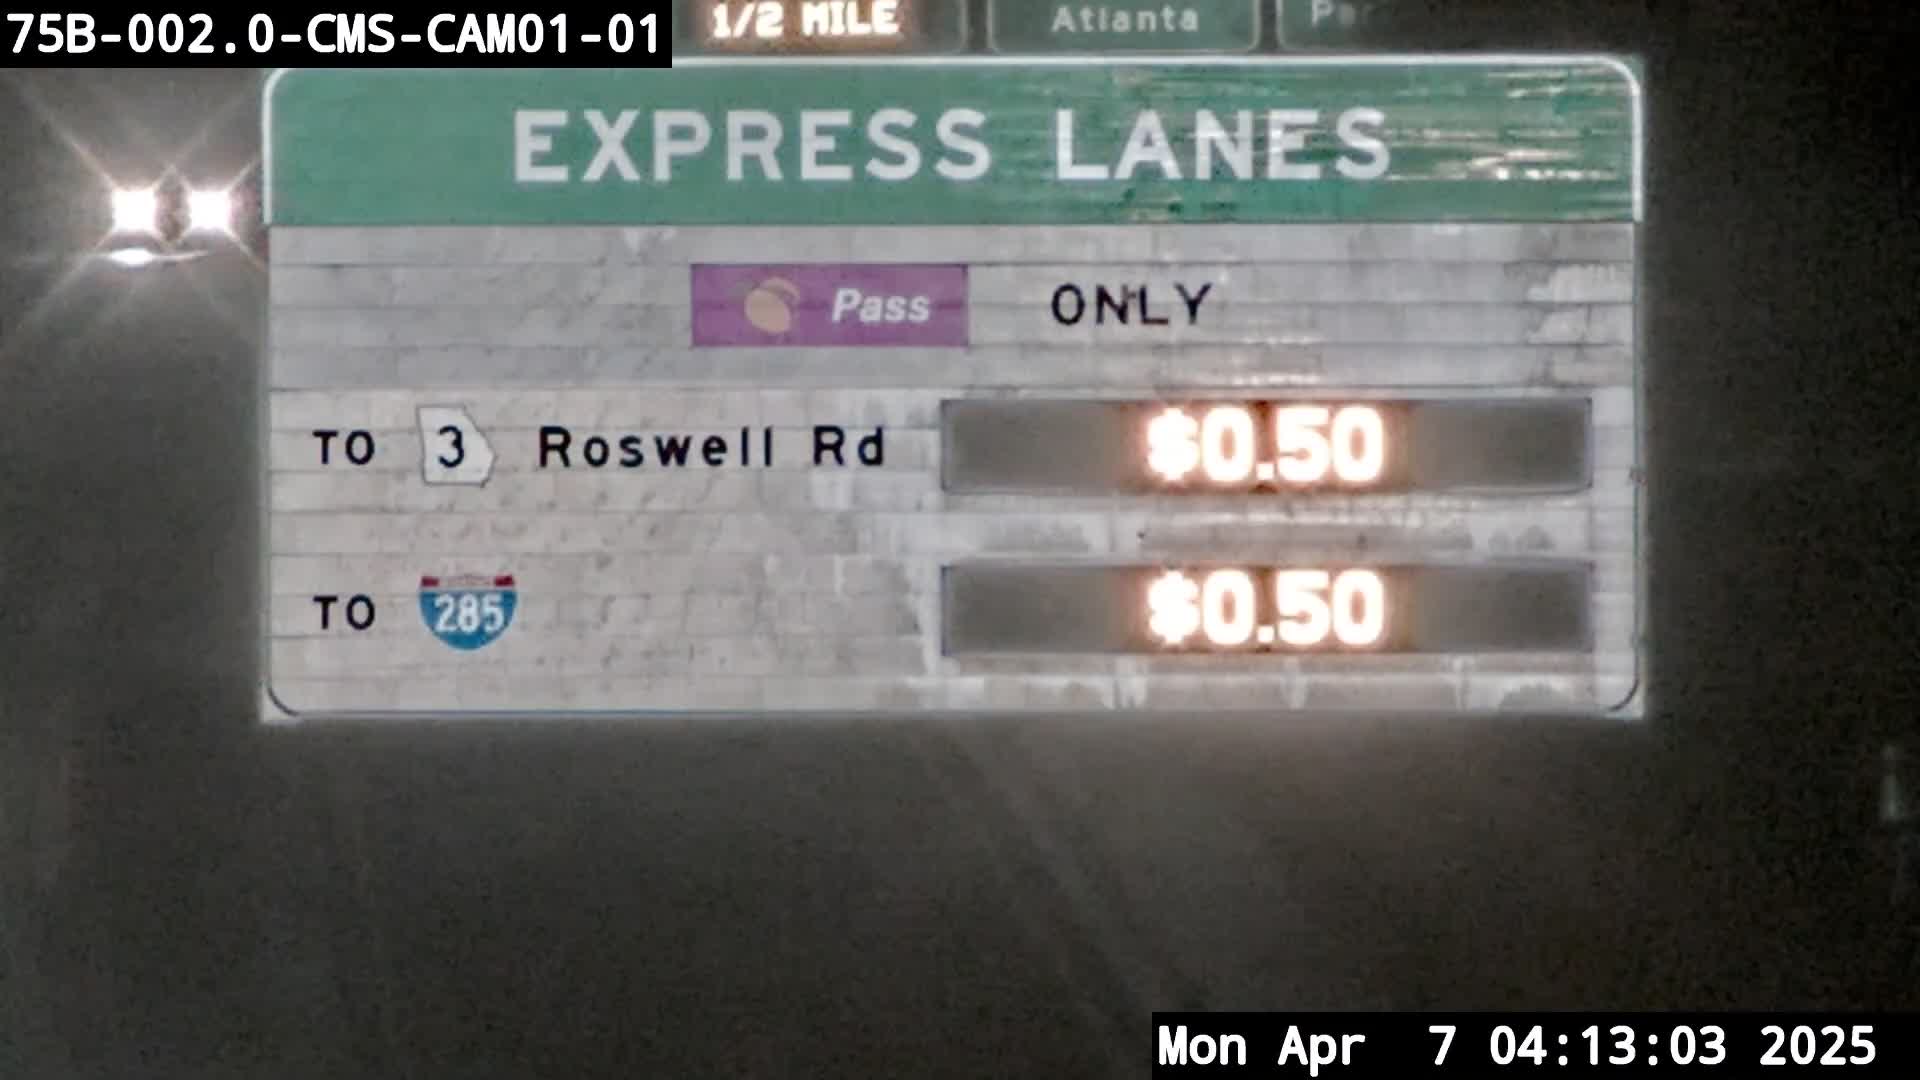 75B-002.0-CMS-CAM01-01
1/2 MILE
Atlanta
EXPRESS LANES
Pass ONLY
TO 3 Roswell Rd $0.50
TO 285 $0.50
Mon Apr 7 04:13:03 2025